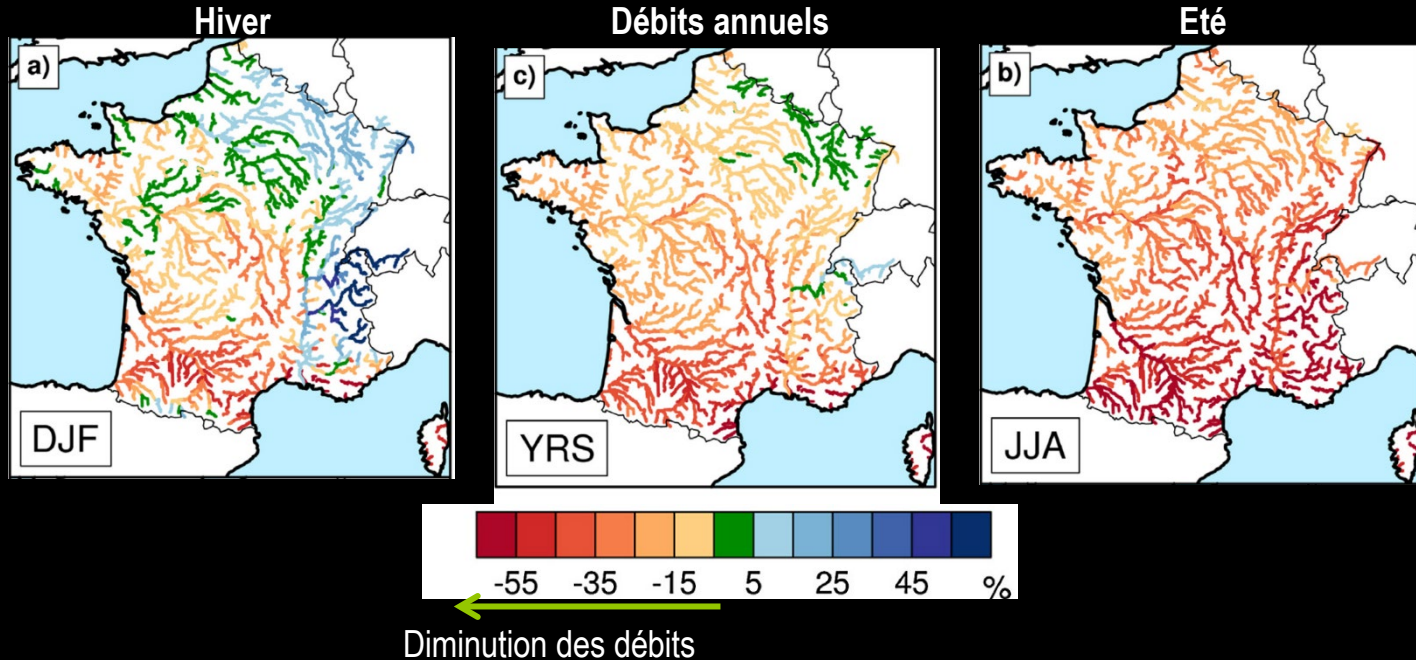 Hiver
Débits annuels
Eté
a)
c)
b)
DJF
YRS
JJA
-55 -35 -15 5 25 45 %
Diminution des débits